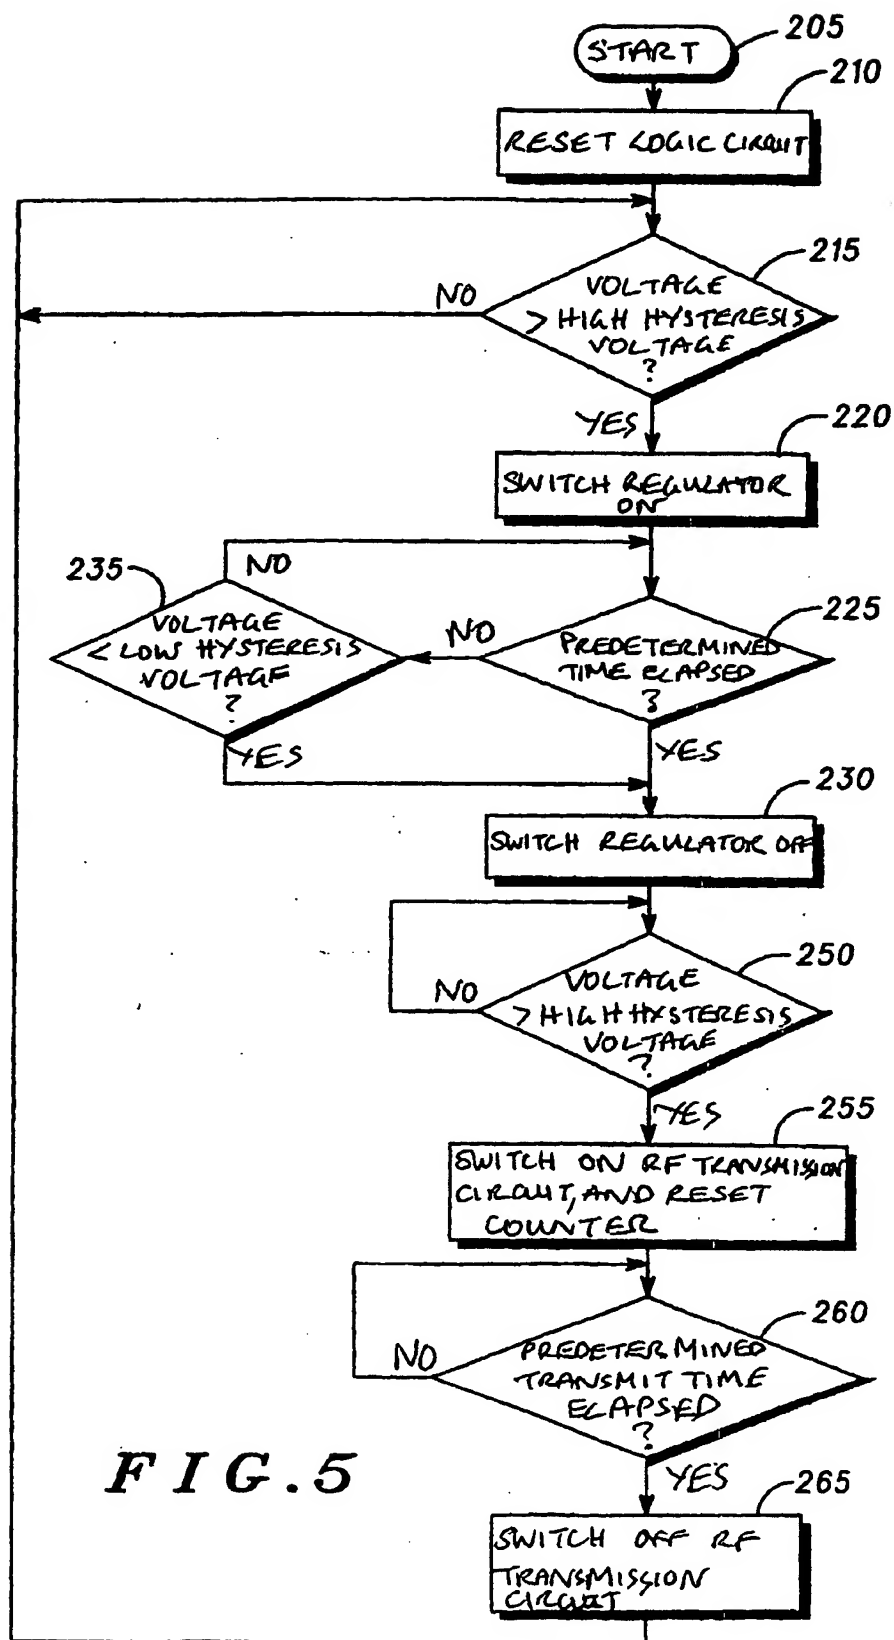 START
205
210
RESET LOGIC CIRCUIT
215
VOLTAGE
> HIGH HYSTERESIS
VOLTAGE
?
NO
YES
220
SWITCH REGULATOR
ON
NO
235
VOLTAGE
< LOW HYSTERESIS
VOLTAGE
?
NO
225
PREDETERMINED
TIME ELAPSED
?
YES
YES
230
SWITCH REGULATOR OFF
250
VOLTAGE
> HIGH HYSTERESIS
VOLTAGE
?
NO
YES
255
SWITCH ON RF TRANSMISSION
CIRCUIT, AND RESET
COUNTER
260
PREDETERMINED
TRANSMIT TIME
ELAPSED
?
NO
YES
FIG.5
265
SWITCH OFF RF
TRANSMISSION
CIRCUIT